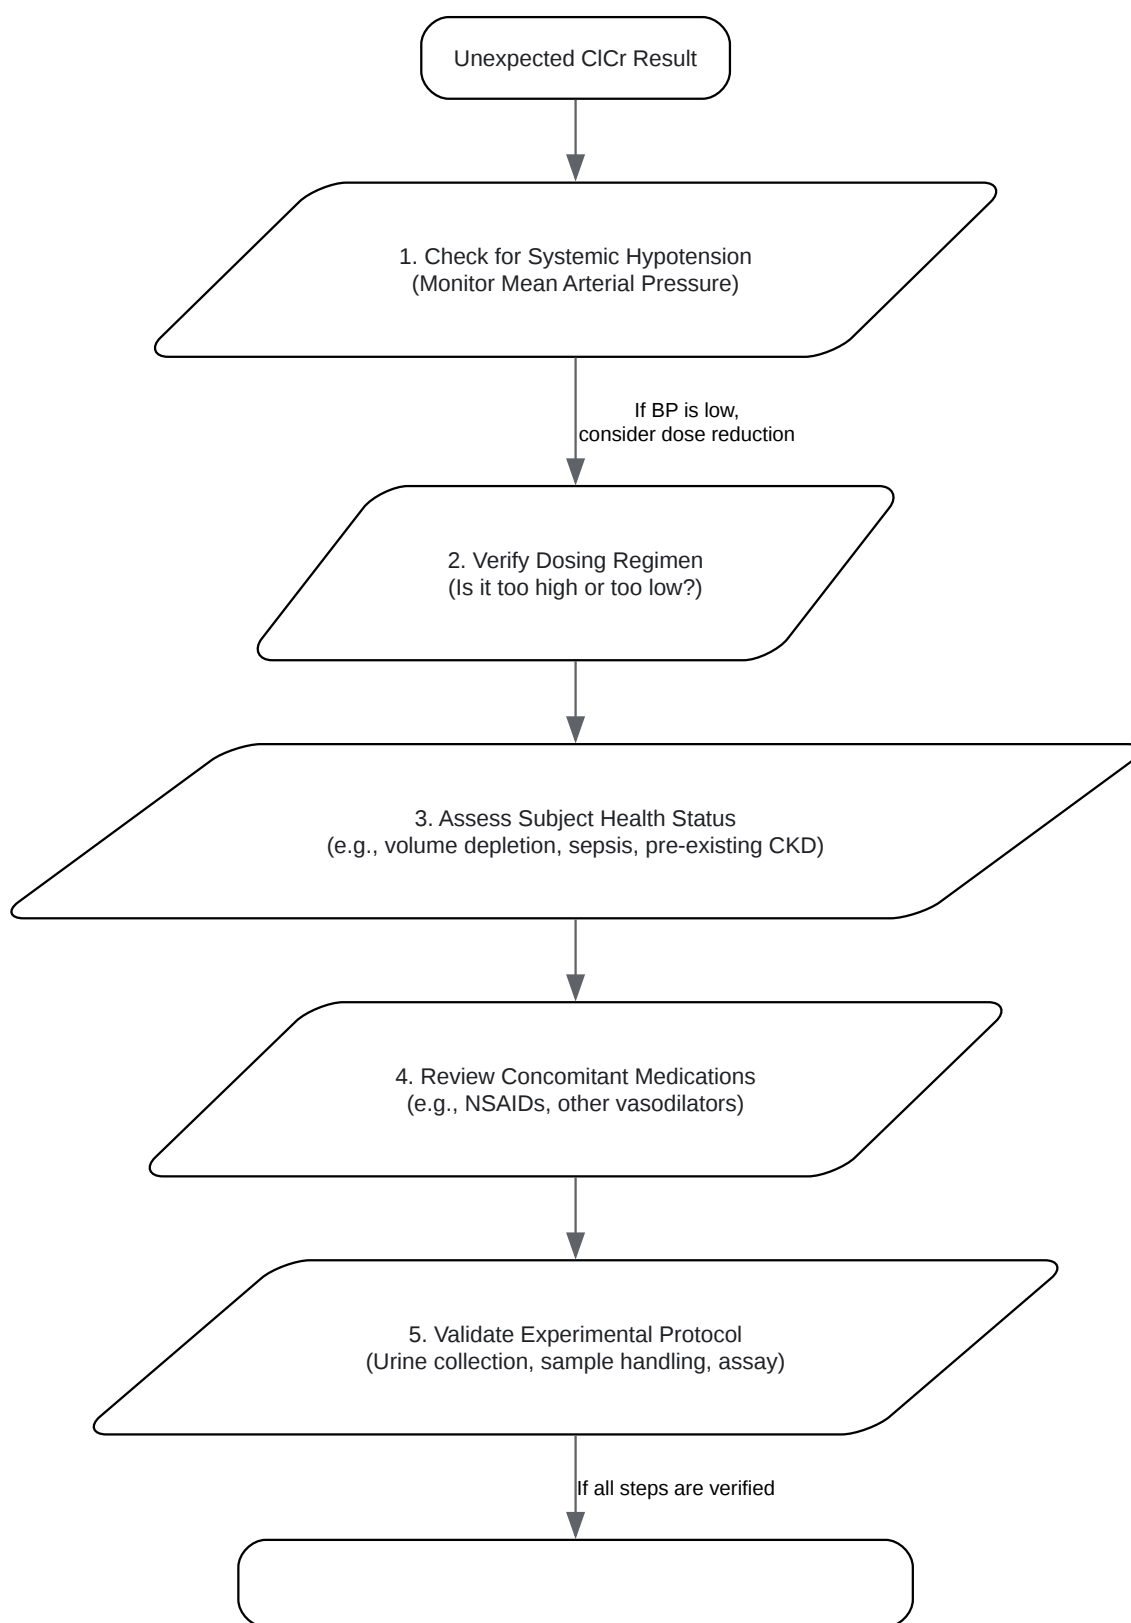 Unexpected ClCr Result
1. Check for Systemic Hypotension
(Monitor Mean Arterial Pressure)
If BP is low,
consider dose reduction
2. Verify Dosing Regimen
(Is it too high or too low?)
3. Assess Subject Health Status
(e.g., volume depletion, sepsis, pre-existing CKD)
4. Review Concomitant Medications
(e.g., NSAIDs, other vasodilators)
5. Validate Experimental Protocol
(Urine collection, sample handling, assay)
If all steps are verified